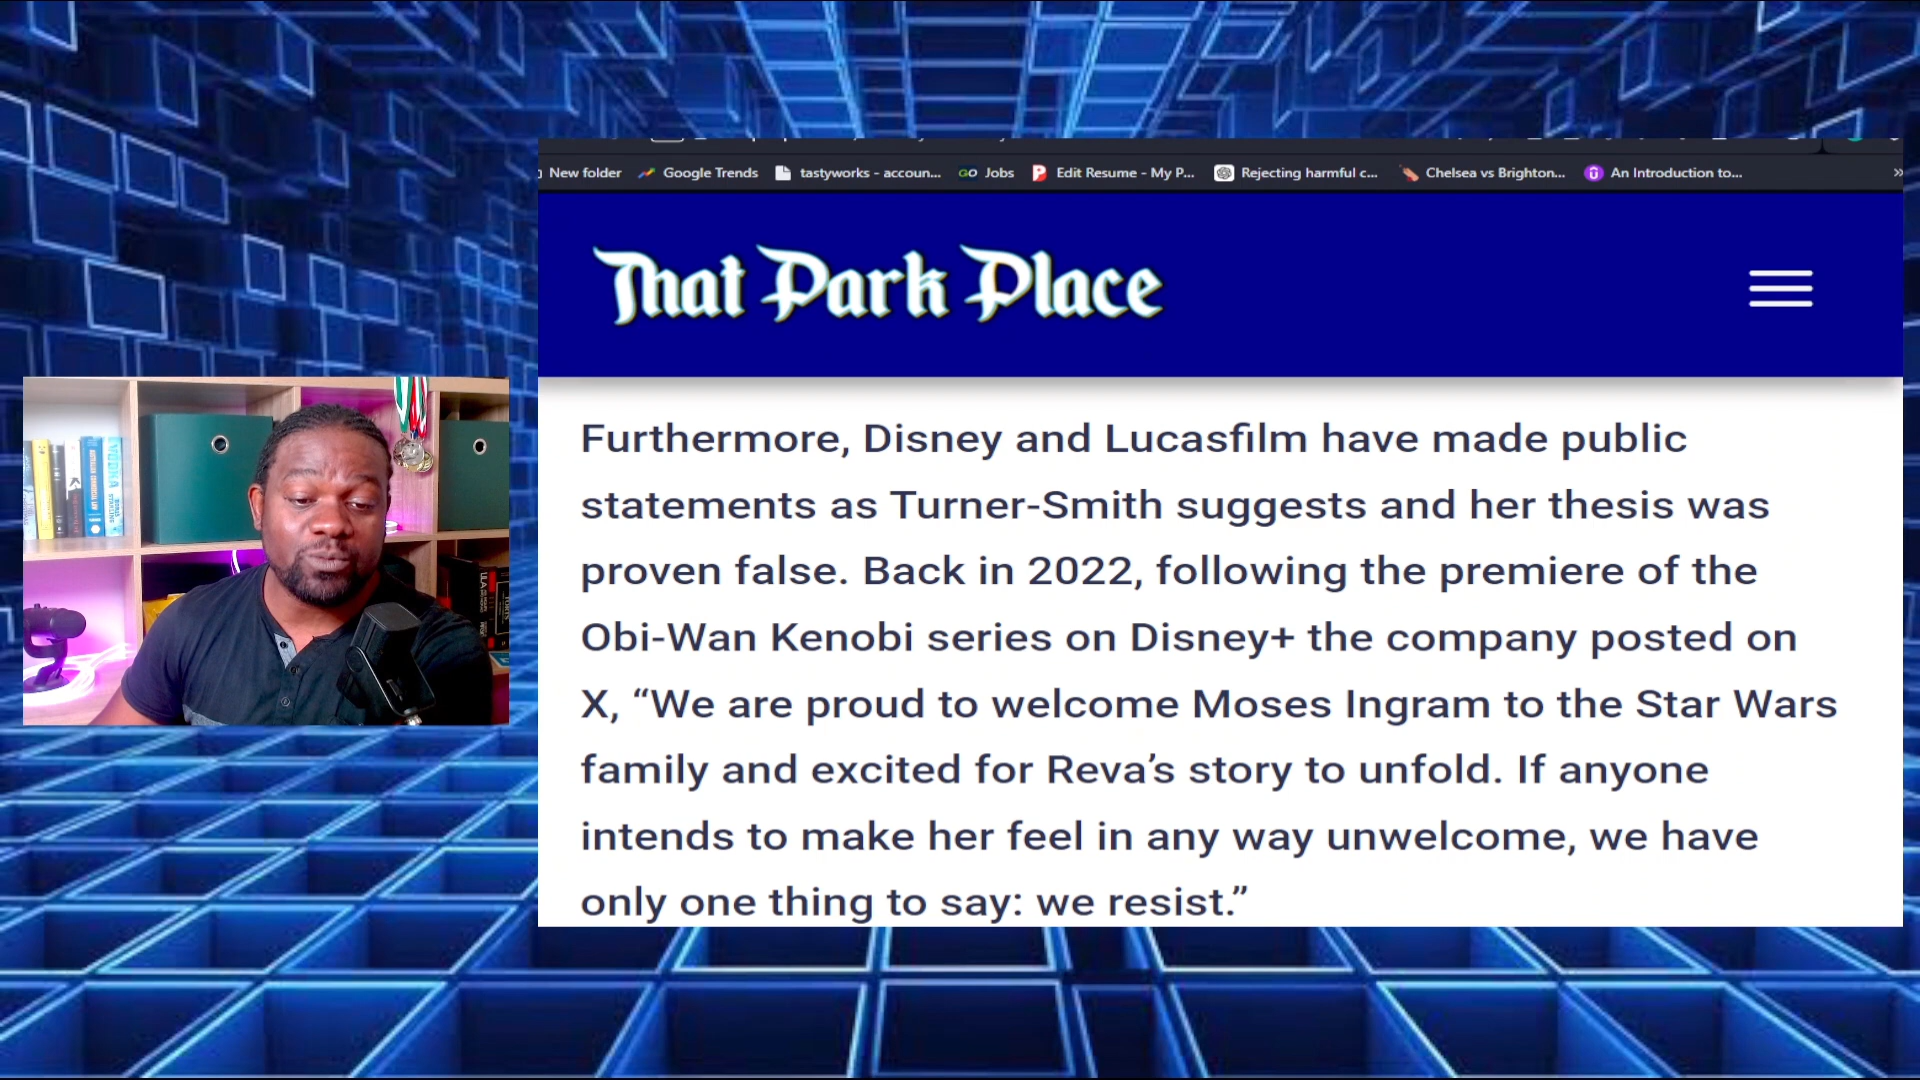 New folder Google Trends tastyworks - accoun... GO Jobs Edit Resume - My P... Rejecting harmful c... Chelsea vs Brighton... An Introduction to... »
That Park Place
Furthermore, Disney and Lucasfilm have made public
statements as Turner-Smith suggests and her thesis was
proven false. Back in 2022, following the premiere of the
Obi-Wan Kenobi series on Disney+ the company posted on
X, “We are proud to welcome Moses Ingram to the Star Wars
family and excited for Reva’s story to unfold. If anyone
intends to make her feel in any way unwelcome, we have
only one thing to say: we resist.”